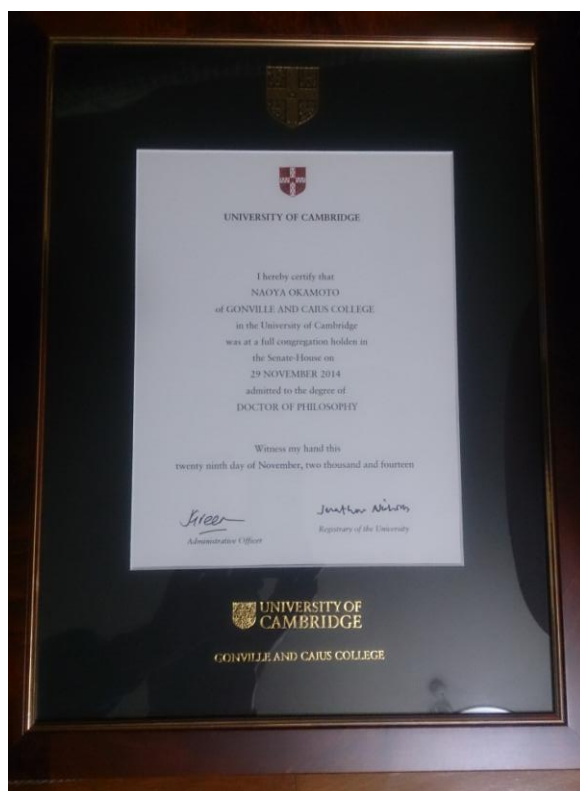 UNIVERSITY OF CAMBRIDGE
I hereby certify that
NAOYA OKAMOTO
of GONVILLE AND CAIUS COLLEGE
in the University of Cambridge
was at a full congregation holden in
the Senate-House on
29 NOVEMBER 2014
admitted to the degree of
DOCTOR OF PHILOSOPHY
Witness my hand this
twenty ninth day of November, two thousand and fourteen
Jonathan Nicholls
Administrative Officer
Registrary of the University
UNIVERSITY OF
CAMBRIDGE
GONVILLE AND CAIUS COLLEGE